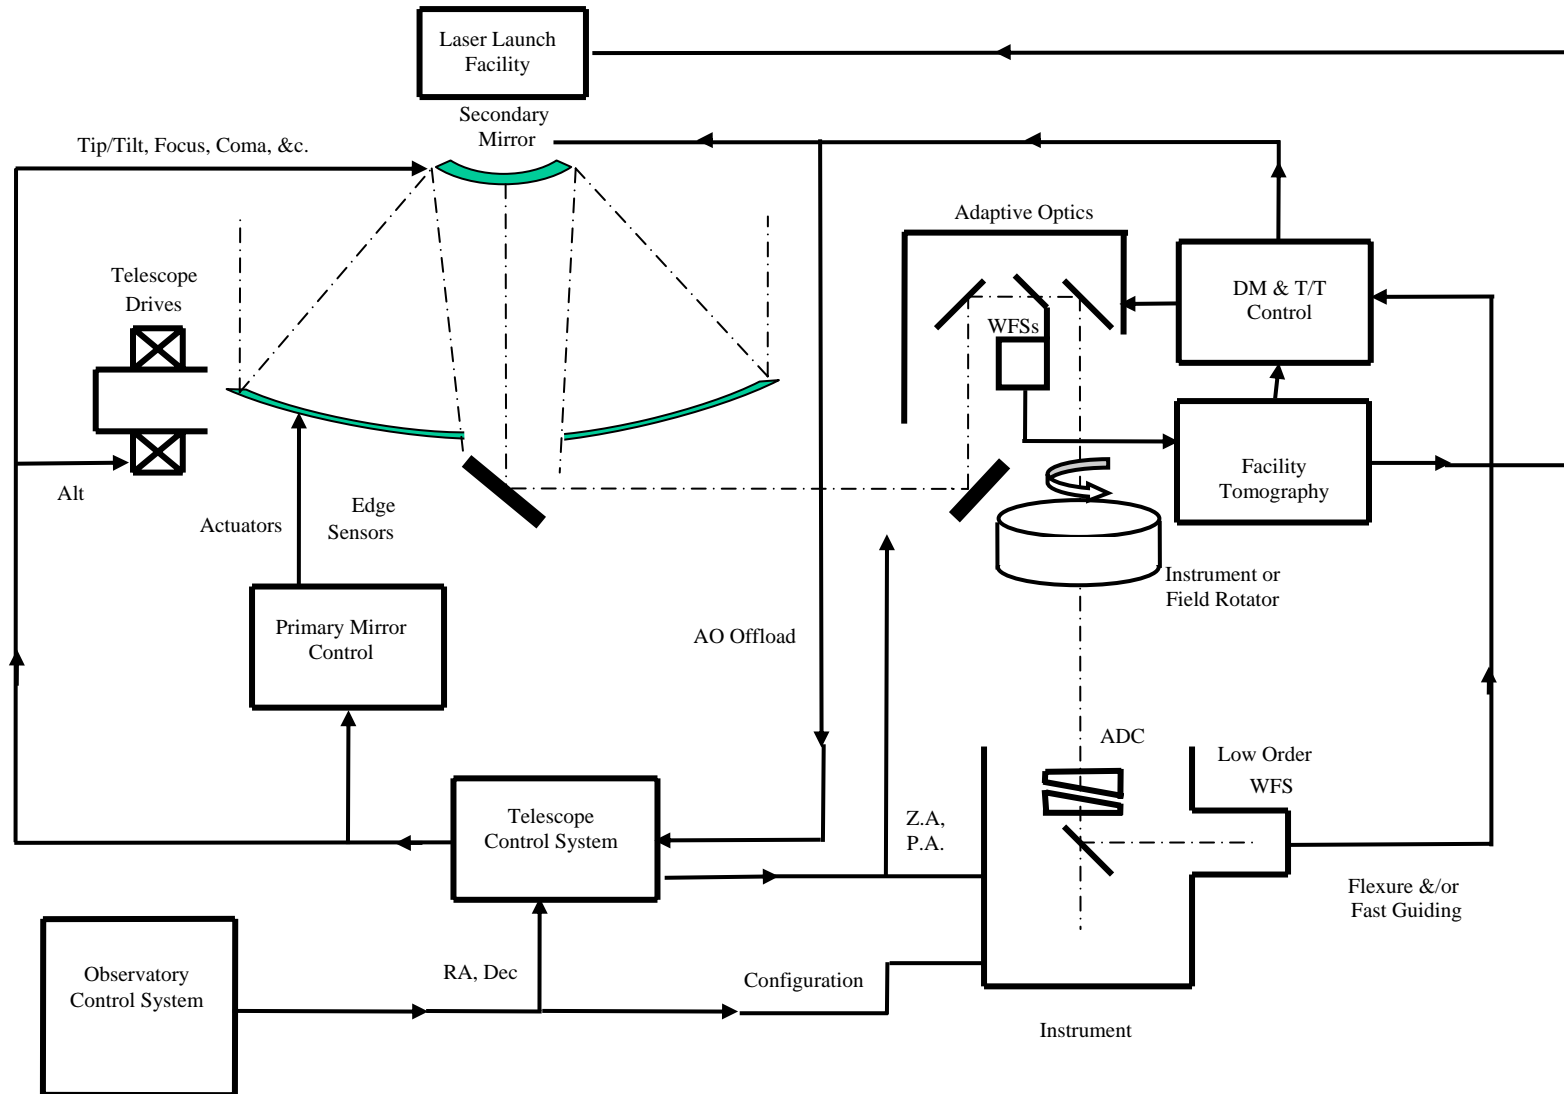 Laser Launch
Facility
Secondary
Mirror
Tip/Tilt, Focus, Coma, &c.
Adaptive Optics
Telescope
Drives
DM & T/T
Control
WFSs
Facility
Tomography
Alt
Actuators
Edge
Sensors
Instrument or
Field Rotator
Primary Mirror
Control
AO Offload
ADC
Low Order
WFS
Telescope
Control System
Z.A,
P.A.
Flexure &/or
Fast Guiding
Observatory
Control System
RA, Dec
Configuration
Instrument